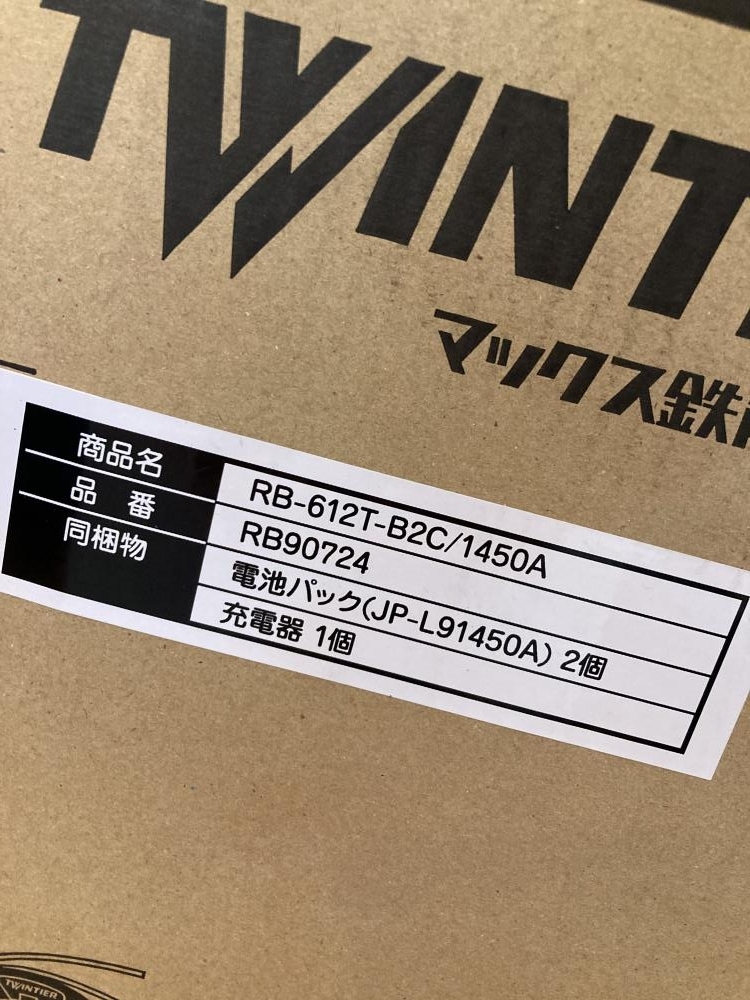 TWINT
マックス鉄
商品名 RB-612T-B2C/1450A
品番 RB90724
同梱物 電池パック(JP-L91450A) 2個
充電器 1個
TWINTIER